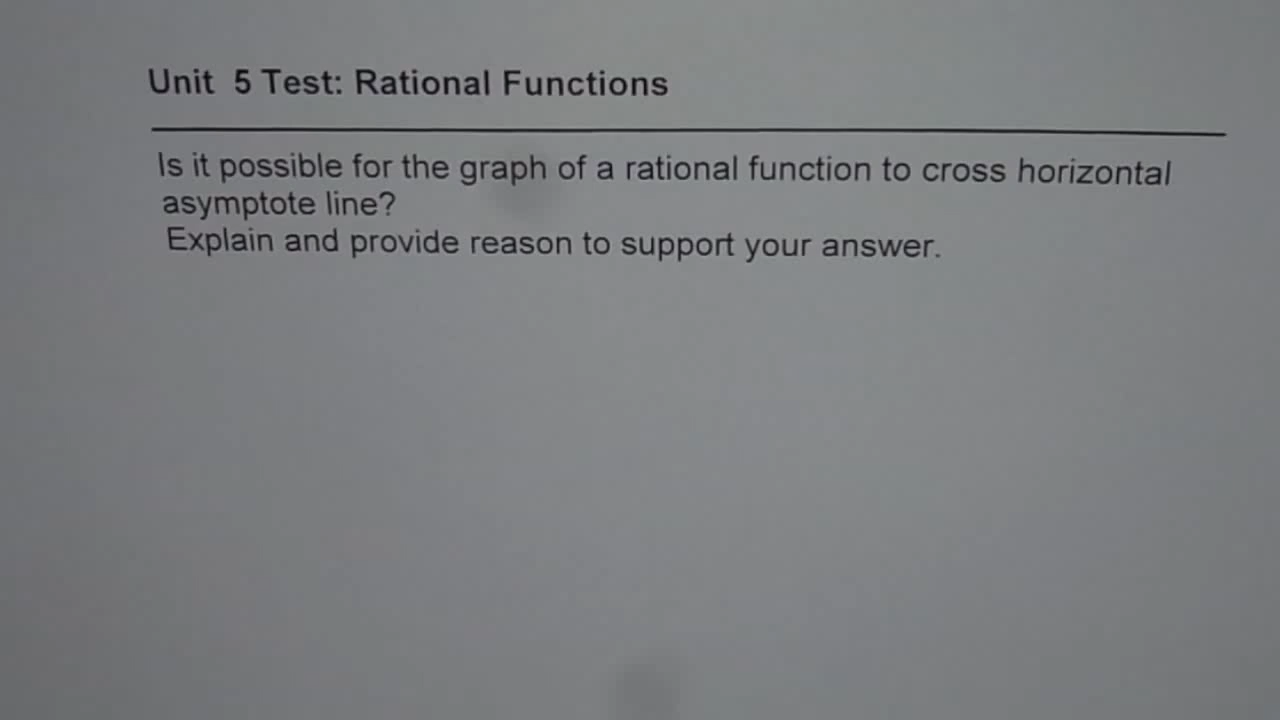 Unit 5 Test: Rational Functions
Is it possible for the graph of a rational function to cross horizontal
asymptote line?
Explain and provide reason to support your answer.